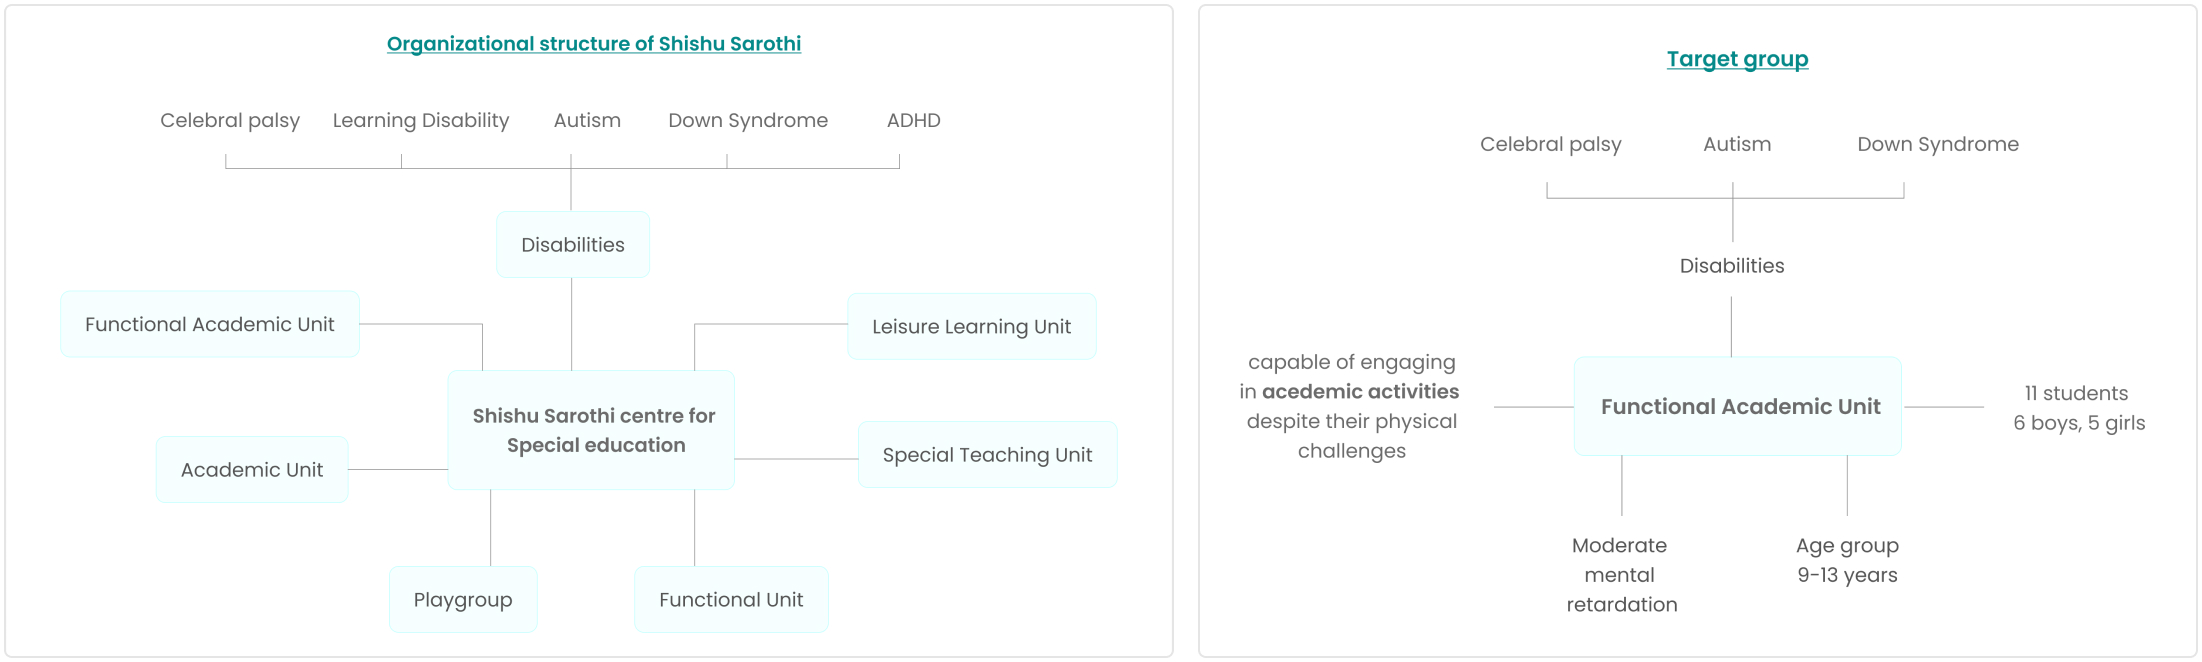 Organizational structure of Shishu Sarothi
Celebral palsy
Learning Disability
Autism
Down Syndrome
ADHD
Disabilities
Functional Academic Unit
Leisure Learning Unit
Shishu Sarothi centre for
Special education
Academic Unit
Special Teaching Unit
Playgroup
Functional Unit
Target group
Celebral palsy
Autism
Down Syndrome
Disabilities
capable of engaging
in acedemic activities
despite their physical
challenges
Functional Academic Unit
11 students
6 boys, 5 girls
Moderate
mental
retardation
Age group
9-13 years